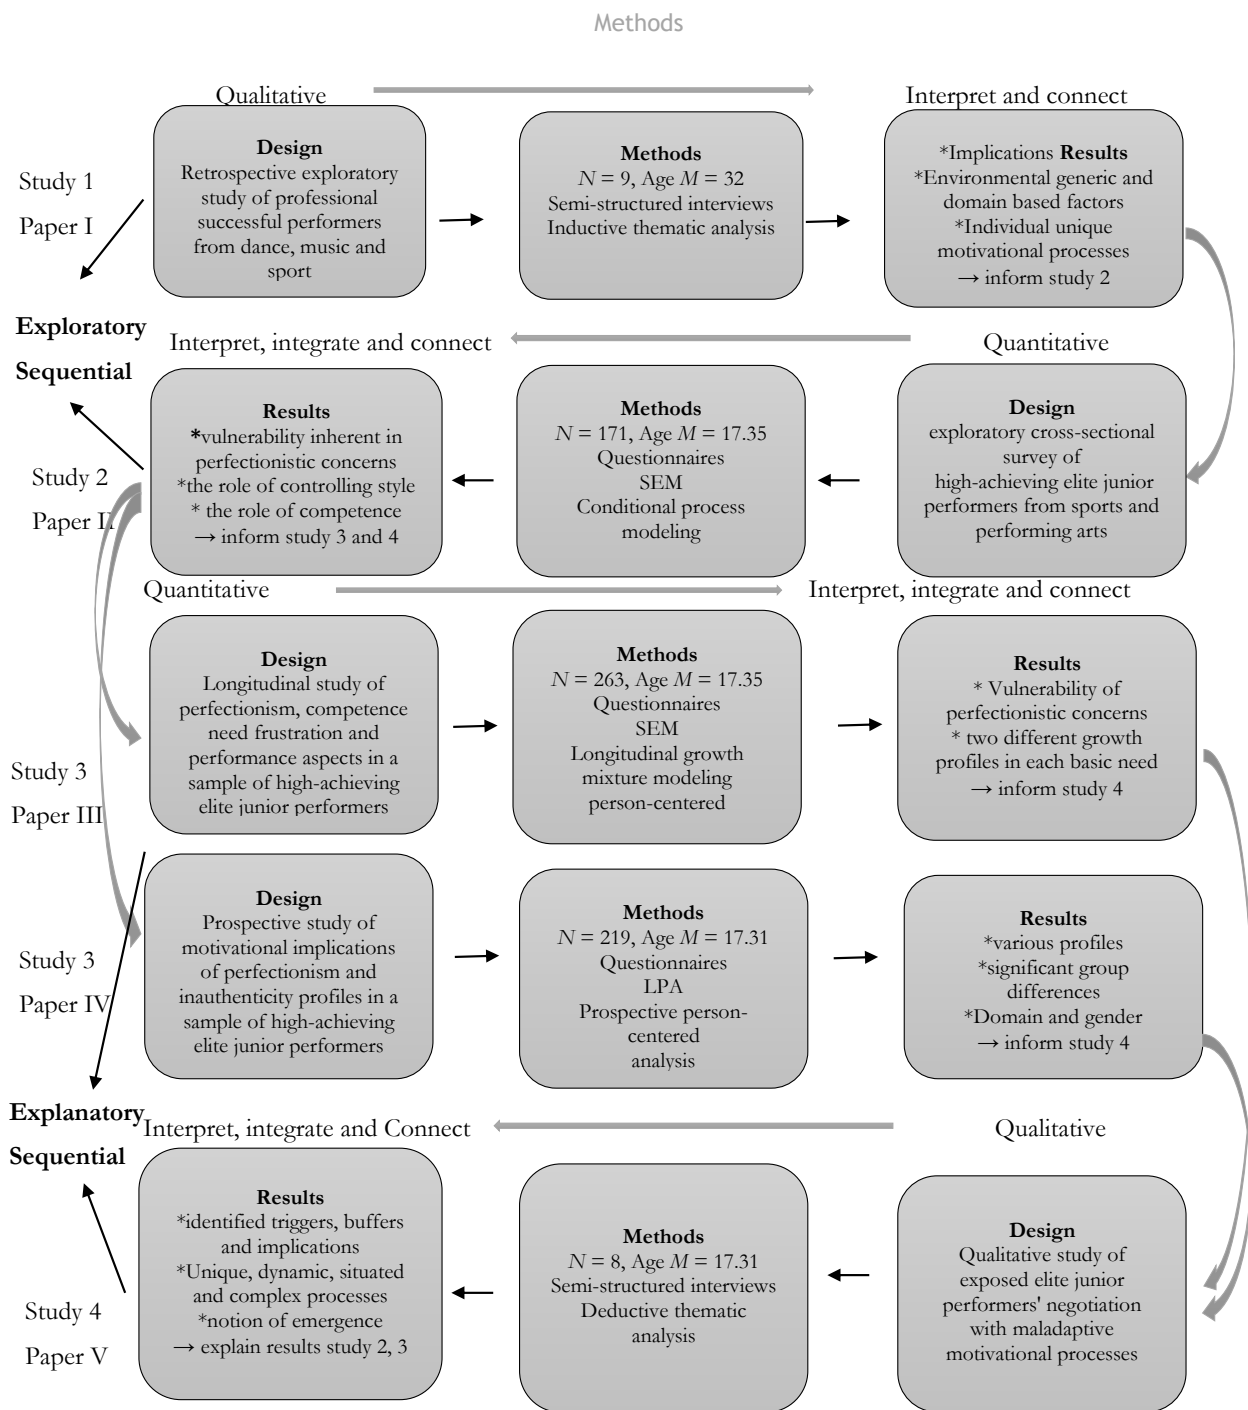 Methods
Qualitative
Interpret and connect
Study 1
Paper I
Design
Retrospective exploratory
study of professional
successful performers
from dance, music and
sport
Methods
N = 9, Age M = 32
Semi-structured interviews
Inductive thematic analysis
*Implications Results
*Environmental generic and
domain based factors
*Individual unique
motivational processes
→ inform study 2
Exploratory
Sequential
Interpret, integrate and connect
Quantitative
Study 2
Paper II
Results
*vulnerability inherent in
perfectionistic concerns
*the role of controlling style
* the role of competence
→ inform study 3 and 4
Methods
N = 171, Age M = 17.35
Questionnaires
SEM
Conditional process
modeling
Design
exploratory cross-sectional
survey of
high-achieving elite junior
performers from sports and
performing arts
Quantitative
Interpret, integrate and connect
Study 3
Paper III
Design
Longitudinal study of
perfectionism, competence
need frustration and
performance aspects in a
sample of high-achieving
elite junior performers
Methods
N = 263, Age M = 17.35
Questionnaires
SEM
Longitudinal growth
mixture modeling
person-centered
Results
* Vulnerability of
perfectionistic concerns
* two different growth
profiles in each basic need
→ inform study 4
Study 3
Paper IV
Design
Prospective study of
motivational implications
of perfectionism and
inauthenticity profiles in a
sample of high-achieving
elite junior performers
Methods
N = 219, Age M = 17.31
Questionnaires
LPA
Prospective person-
centered
analysis
Results
*various profiles
*significant group
differences
*Domain and gender
→ inform study 4
Explanatory
Sequential
Interpret, integrate and Connect
Qualitative
Study 4
Paper V
Results
*identified triggers, buffers
and implications
*Unique, dynamic, situated
and complex processes
*notion of emergence
→ explain results study 2, 3
Methods
N = 8, Age M = 17.31
Semi-structured interviews
Deductive thematic
analysis
Design
Qualitative study of
exposed elite junior
performers' negotiation
with maladaptive
motivational processes